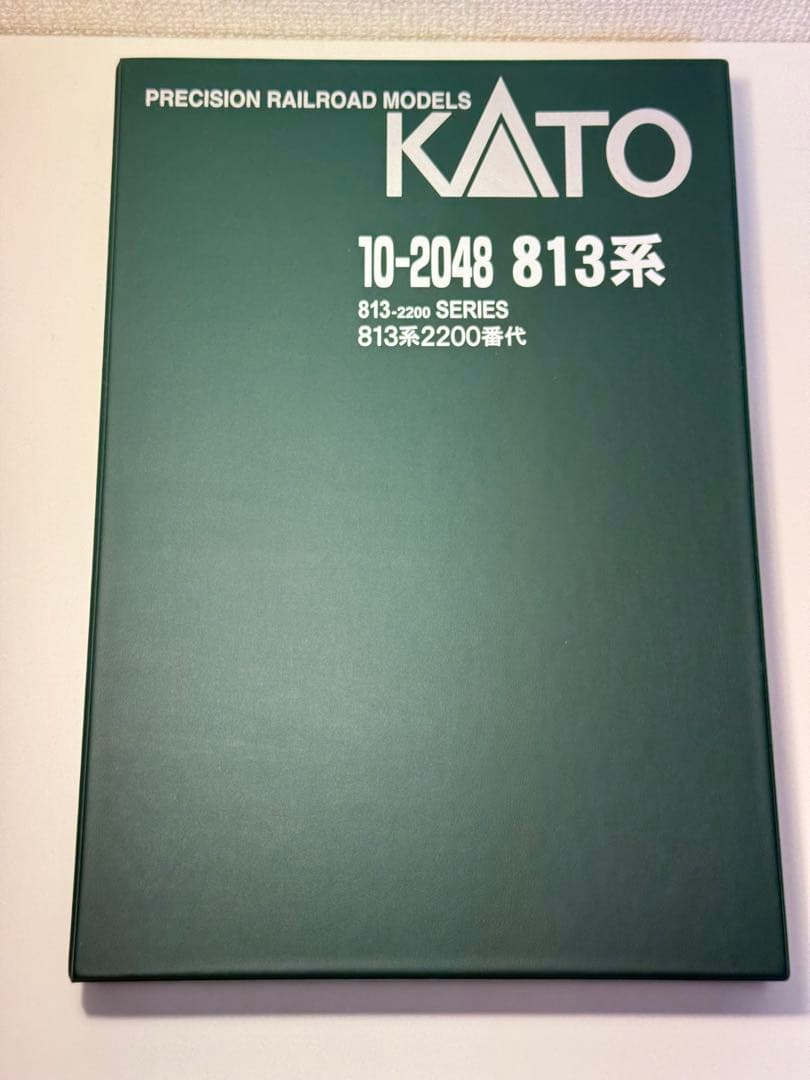 PRECISION RAILROAD MODELS
KATO
10-2048 813系
813-2200 SERIES
813系2200番代